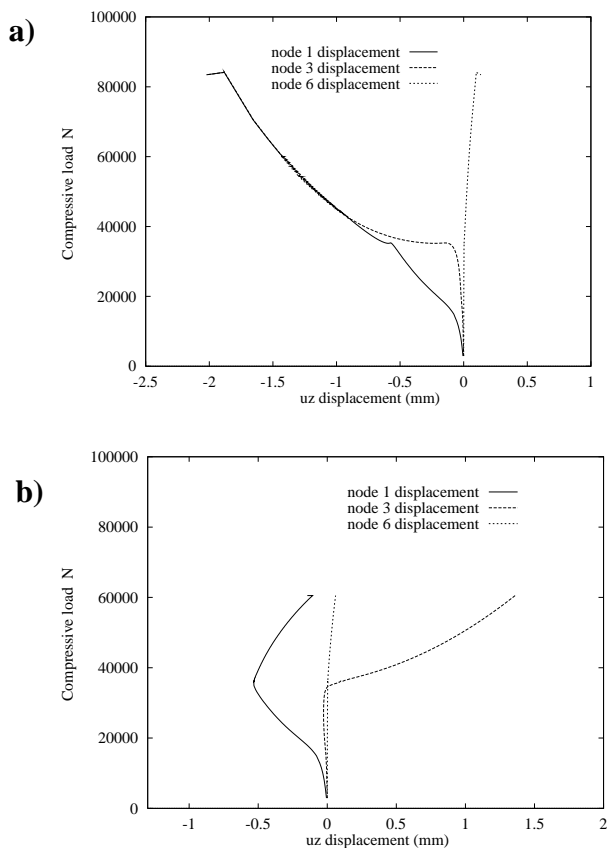 a)
100000
80000
60000
40000
20000
0
Compressive load N
node 1 displacement
node 3 displacement
node 6 displacement
-2.5 -2 -1.5 -1 -0.5 0 0.5 1
uz displacement (mm)
b)
100000
80000
60000
40000
20000
0
Compressive load N
node 1 displacement
node 3 displacement
node 6 displacement
-1 -0.5 0 0.5 1 1.5 2
uz displacement (mm)